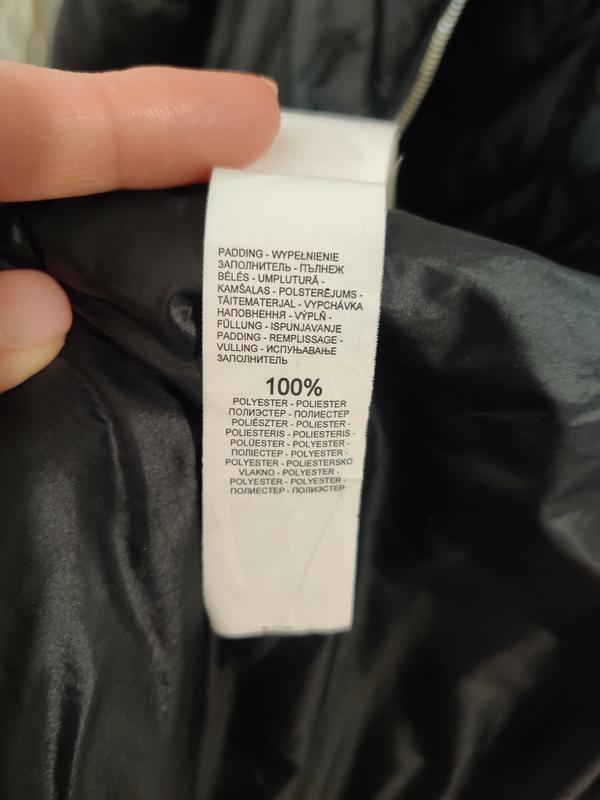 PADDING - WYPEŁNIENIE
ЗАПОЛНИТЕЛЬ - ПЪЛНЕЖ
BÉLÉS - UMPLUTURĂ -
KAMŠALAS - POLSTERĒJUMS -
TÄITEMATERJAL - VYPCHÁVKA
НАПОВНЕННЯ - VÝPLŇ -
FÜLLUNG - ISPUNJAVANJE
PADDING - REMPLISSAGE -
VULLING - ИСПУЊАВАЊЕ
ЗАПОЛНИТЕЛЬ
100%
POLYESTER - POLIESTER
ПОЛИЭСТЕР - ПОЛИЕСТЕР
POLIÉSZTER - POLIESTER -
POLIESTERIS - POLIESTERIS -
POLÜESTER - POLYESTER -
ПОЛІЕСТЕР - POLYESTER -
POLYESTER - POLIESTERSKO
VLAKNO - POLYESTER -
POLYESTER - POLYESTER -
ПОЛИЕСТЕР - ПОЛИЭСТЕР